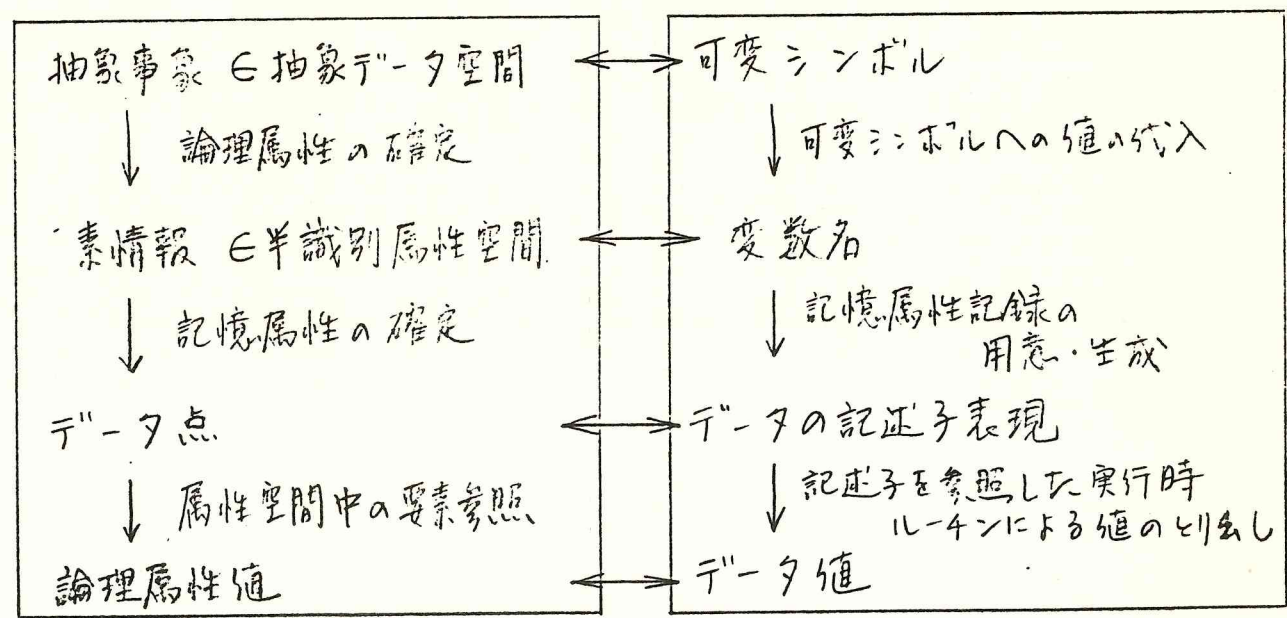 抽象事象 ∈ 抽象データ空間
論理属性の確定
素情報 ∈ 半識別属性空間
記憶属性の確定
データ点
属性空間中の要素参照
論理属性値
可変シンボル
可変シンボルへの値の代入
変数名
記憶属性記録の
用意・生成
データの記述子表現
記述子を参照した実行時
ルーチンによる値のとり出し
データ値